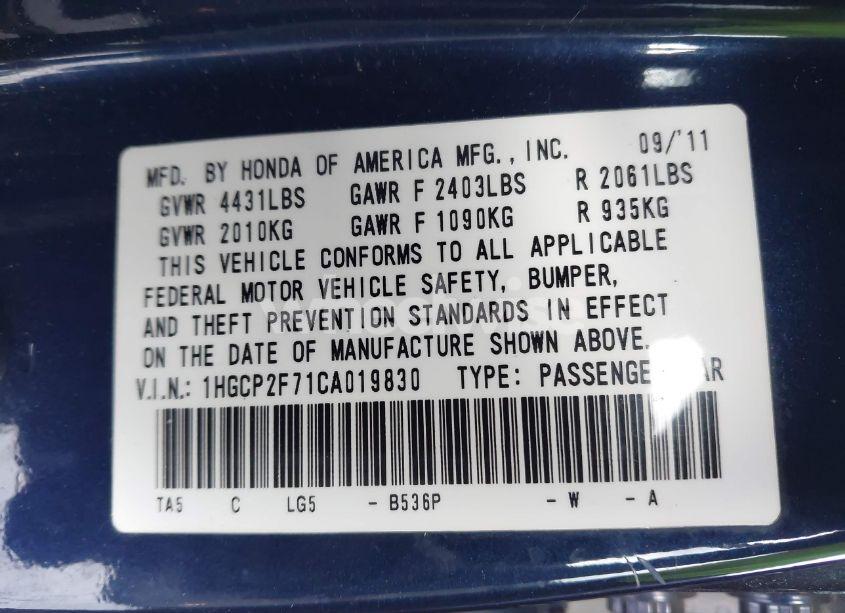 MFD. BY HONDA OF AMERICA MFG., INC. 09/'11
GVWR 4431LBS GAWR F 2403LBS R 2061LBS
GVWR 2010KG GAWR F 1090KG R 935KG
THIS VEHICLE CONFORMS TO ALL APPLICABLE
FEDERAL MOTOR VEHICLE SAFETY, BUMPER,
AND THEFT PREVENTION STANDARDS IN EFFECT
ON THE DATE OF MANUFACTURE SHOWN ABOVE.
V.I.N.: 1HGCP2F71CA019830 TYPE: PASSENGE AR
TA5 C LG5 - B536P - W - A